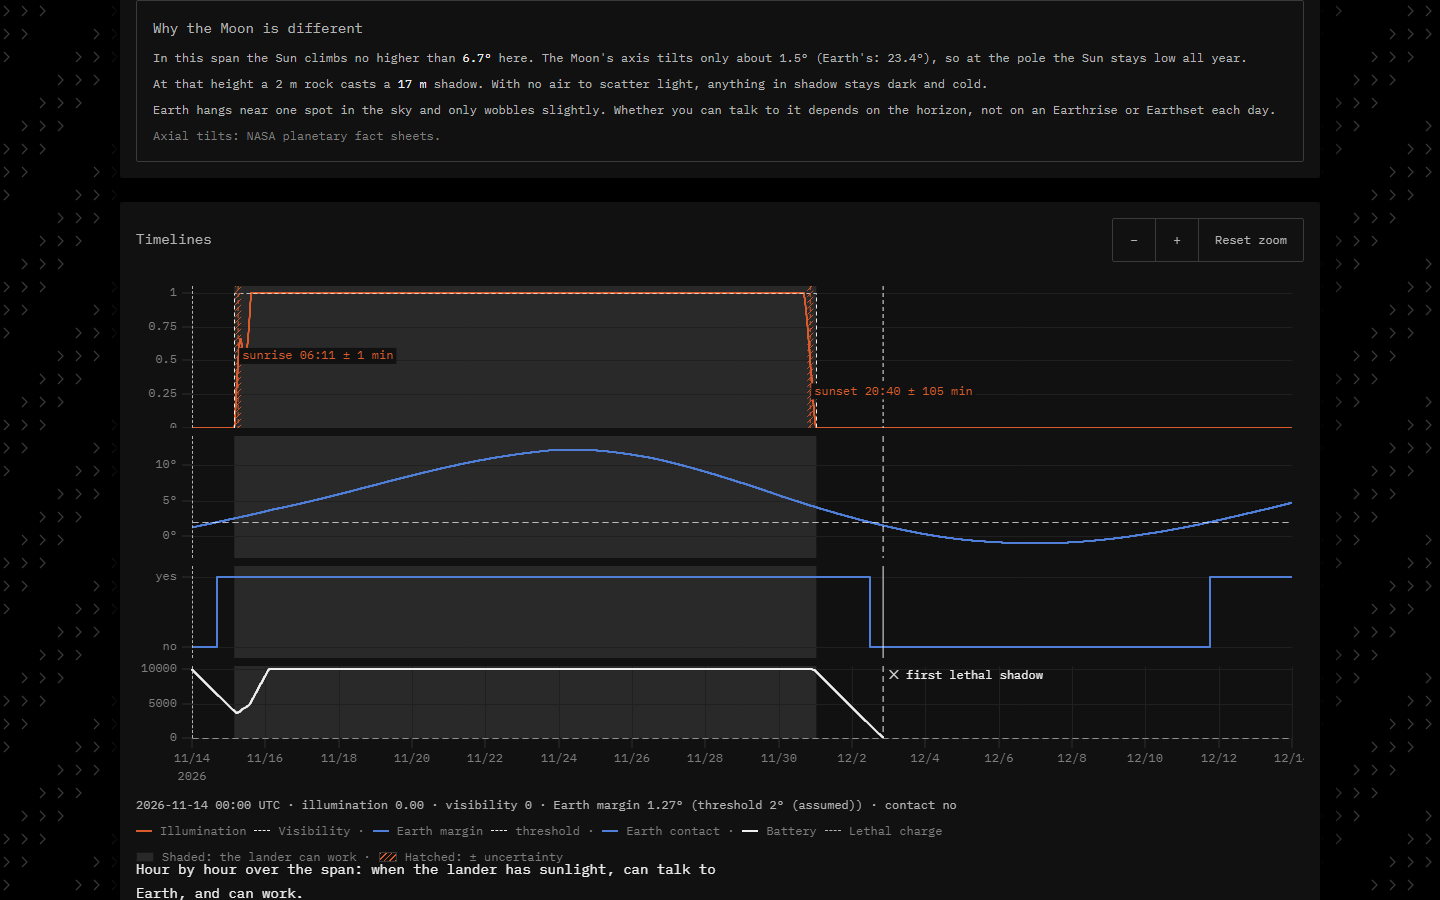 Why the Moon is different
In this span the Sun climbs no higher than 6.7° here. The Moon's axis tilts only about 1.5° (Earth's: 23.4°), so at the pole the Sun stays low all year.
At that height a 2 m rock casts a 17 m shadow. With no air to scatter light, anything in shadow stays dark and cold.
Earth hangs near one spot in the sky and only wobbles slightly. Whether you can talk to it depends on the horizon, not on an Earthrise or Earthset each day.
Axial tilts: NASA planetary fact sheets.
Timelines
− + Reset zoom
1
0.75
0.5
sunrise 06:11 ± 1 min
0.25
sunset 20:40 ± 105 min
0
10°
5°
0°
yes
no
10000
× first lethal shadow
5000
0
11/14 11/16 11/18 11/20 11/22 11/24 11/26 11/28 11/30 12/2 12/4 12/6 12/8 12/10 12/12
2026
2026-11-14 00:00 UTC · illumination 0.00 · visibility 0 · Earth margin 1.27° (threshold 2° (assumed)) · contact no
Illumination Visibility · Earth margin threshold · Earth contact · Battery Lethal charge
Shaded: the lander can work · Hatched: ± uncertainty
Hour by hour over the span: when the lander has sunlight, can talk to
Earth, and can work.